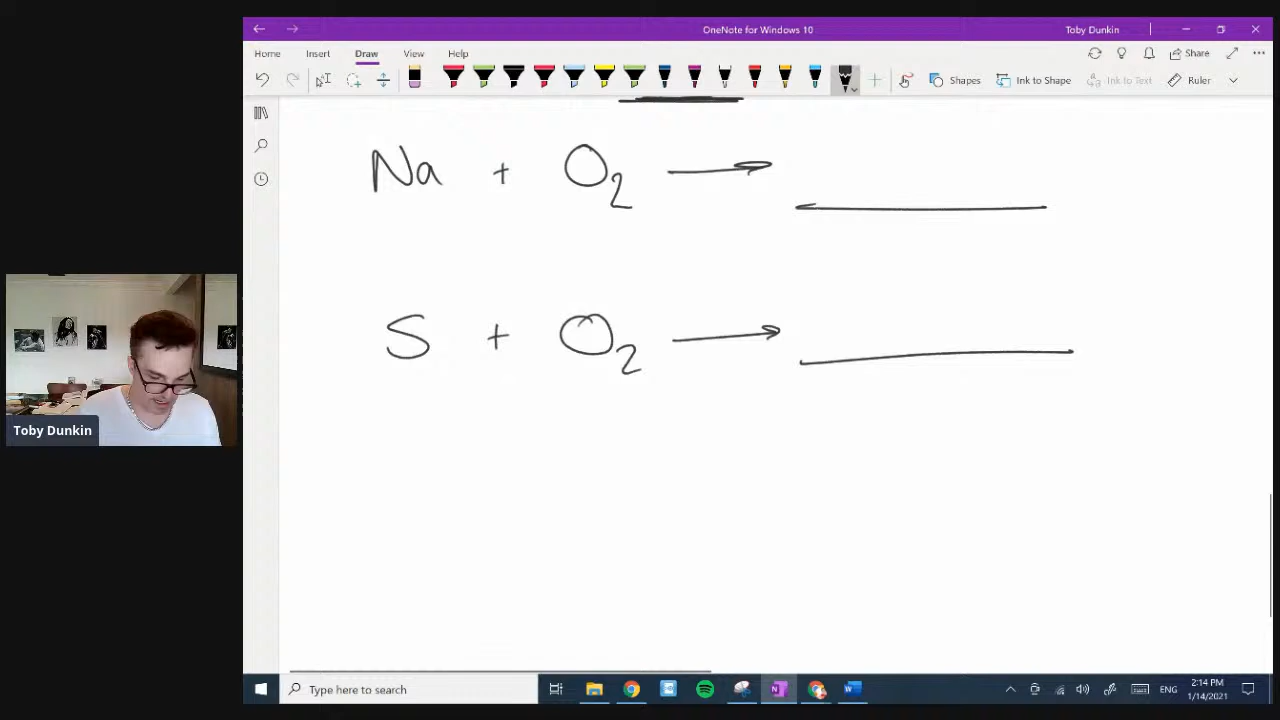 OneNote for Windows 10
Toby Dunkin
Home Insert Draw View Help
Share
Shapes Ink to Shape Ink to Text Ruler
Na + O₂ →
S + O₂ →
Toby Dunkin
Type here to search
ENG
2:14 PM
1/14/2021